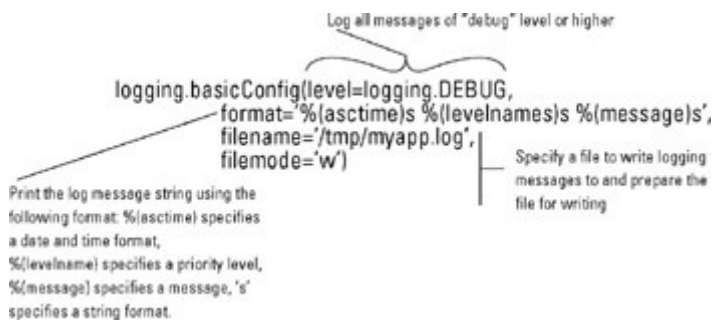 Log all messages of "debug" level or higher
logging.basicConfig(level=logging.DEBUG,
format='%(asctime)s %(levelnames)s %(message)s',
filename='/tmp/myapp.log',
filemode='w')
Specify a file to write logging
messages to and prepare the
file for writing
Print the log message string using the
following format: %(asctime) specifies
a date and time format,
%(levelname) specifies a priority level,
%(message) specifies a message, 's'
specifies a string format.